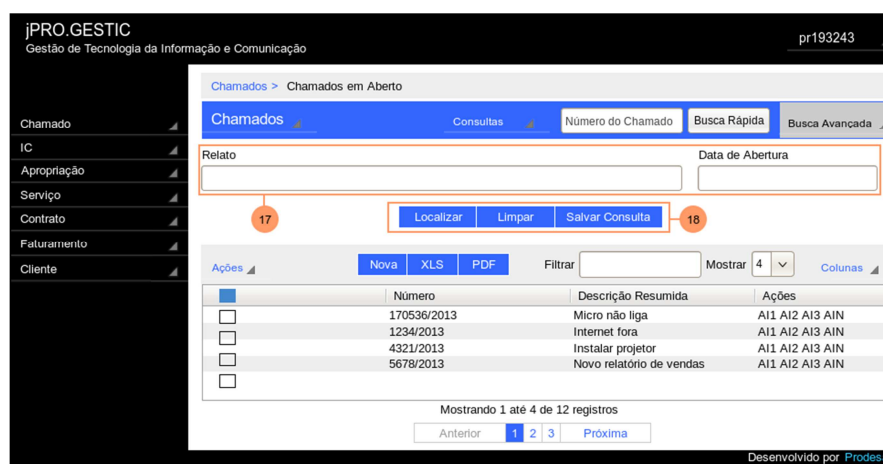 jPRO.GESTIC
Gestão de Tecnologia da Informação e Comunicação
pr193243
Chamados > Chamados em Aberto
Chamados Consultas Número do Chamado Busca Rápida Busca Avançada
Chamado
IC
Apropriação
Serviço
Contrato
Faturamento
Cliente
Relato Data de Abertura
17
Localizar Limpar Salvar Consulta 18
Ações Nova XLS PDF Filtrar Mostrar 4 Colunas
Número Descrição Resumida Ações
170536/2013 Micro não liga AI1 AI2 AI3 AIN
1234/2013 Internet fora AI1 AI2 AI3 AIN
4321/2013 Instalar projetor AI1 AI2 AI3 AIN
5678/2013 Novo relatório de vendas AI1 AI2 AI3 AIN
Mostrando 1 até 4 de 12 registros
Anterior 1 2 3 Próxima
Desenvolvido por Prodes